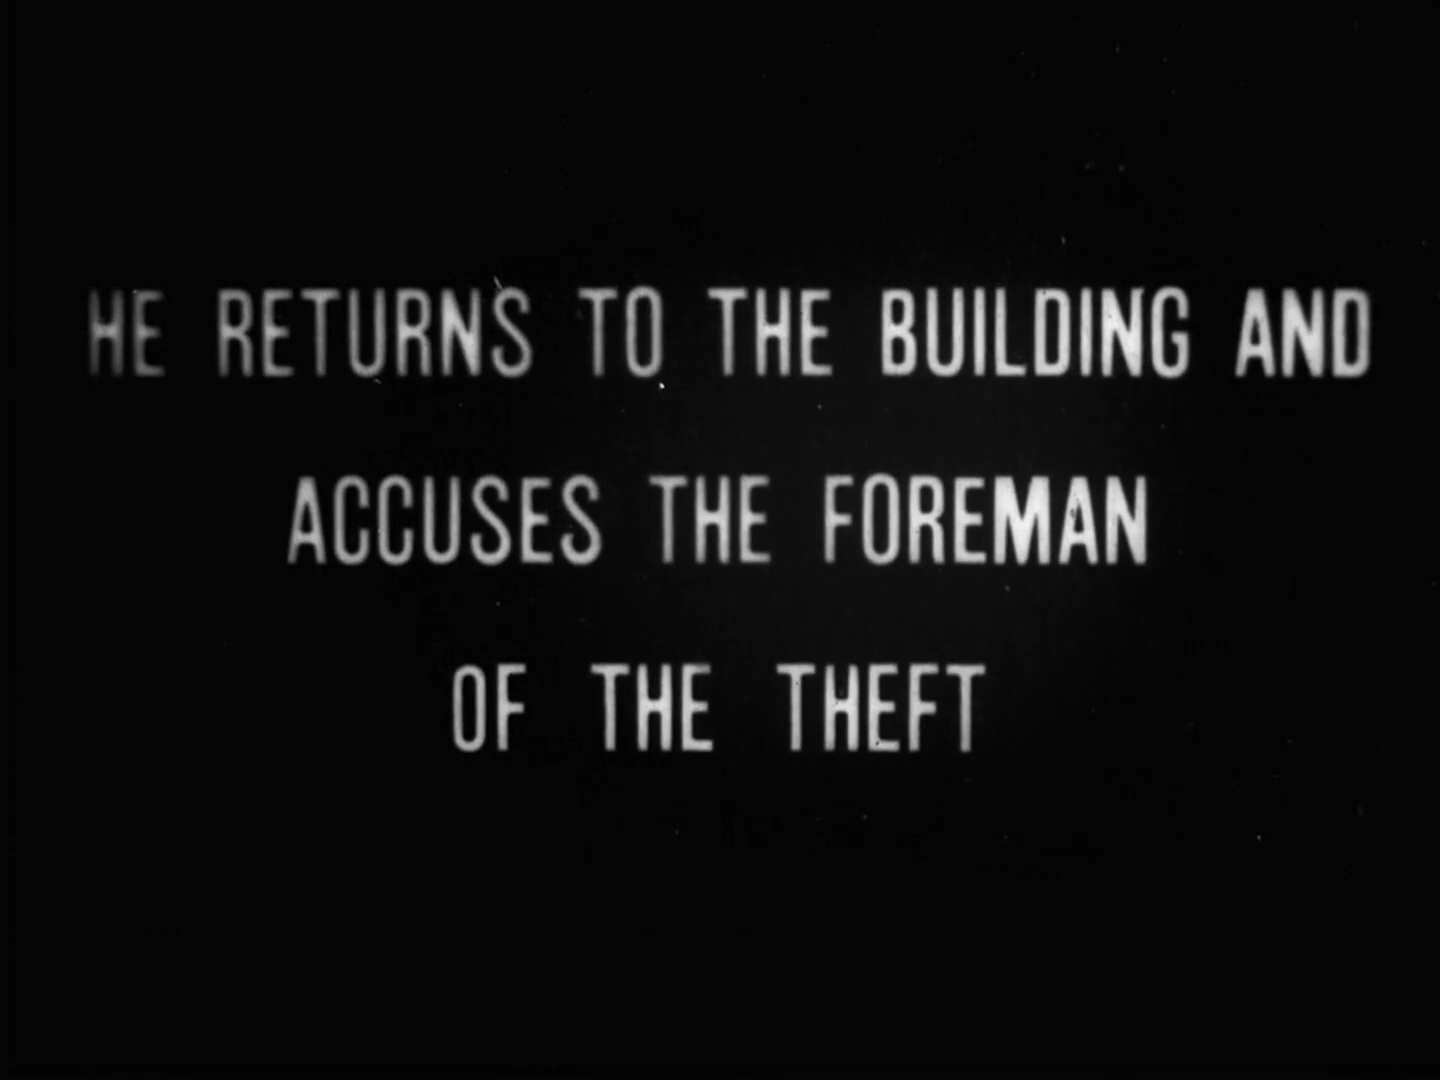 HE RETURNS TO THE BUILDING AND
ACCUSES THE FOREMAN
OF THE THEFT